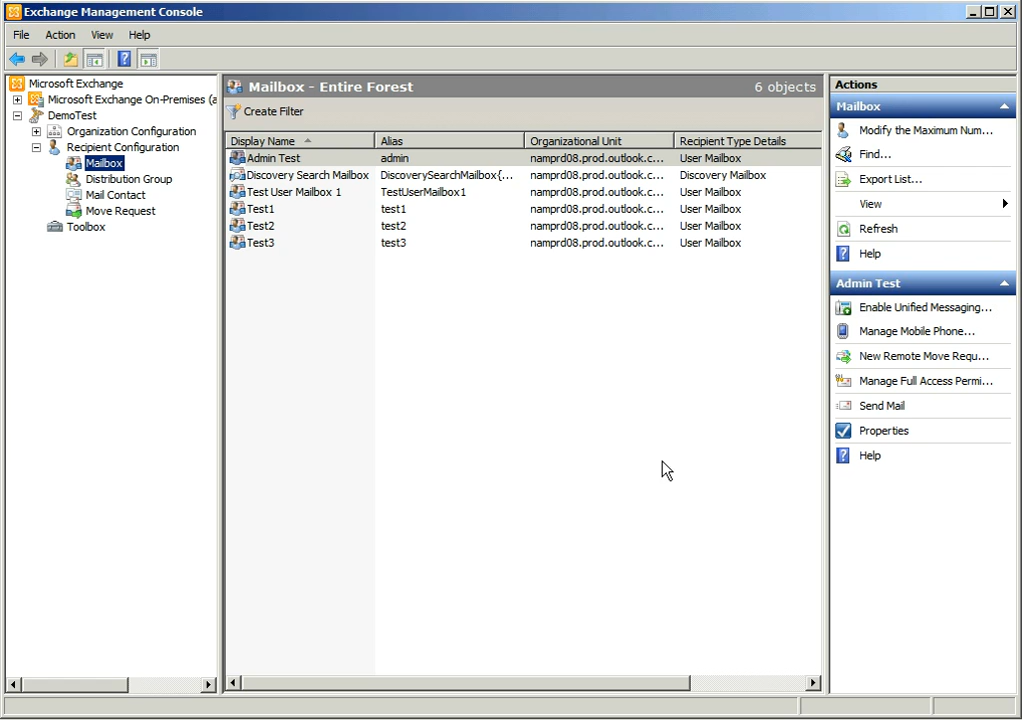 Exchange Management Console
File Action View Help
Microsoft Exchange
Microsoft Exchange On-Premises (a
DemoTest
Organization Configuration
Recipient Configuration
Mailbox
Distribution Group
Mail Contact
Move Request
Toolbox
Mailbox - Entire Forest 6 objects
Create Filter
Display Name Alias Organizational Unit Recipient Type Details
Admin Test admin namprd08.prod.outlook.c... User Mailbox
Discovery Search Mailbox DiscoverySearchMailbox{... namprd08.prod.outlook.c... Discovery Mailbox
Test User Mailbox 1 TestUserMailbox1 namprd08.prod.outlook.c... User Mailbox
Test1 test1 namprd08.prod.outlook.c... User Mailbox
Test2 test2 namprd08.prod.outlook.c... User Mailbox
Test3 test3 namprd08.prod.outlook.c... User Mailbox
Actions
Mailbox
Modify the Maximum Num...
Find...
Export List...
View
Refresh
Help
Admin Test
Enable Unified Messaging...
Manage Mobile Phone...
New Remote Move Requ...
Manage Full Access Permi...
Send Mail
Properties
Help